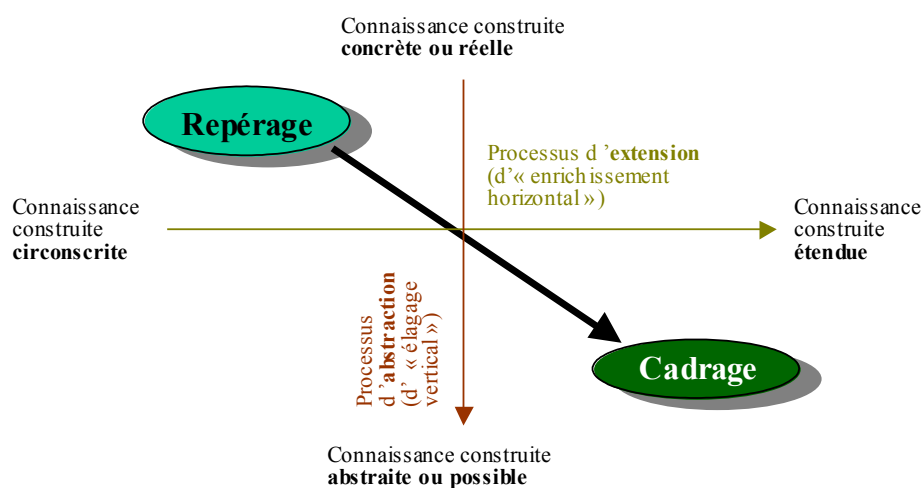 Connaissance construite
concrète ou réelle
Repérage
Processus d ’extension
(d’« enrichissement
horizontal »)
Connaissance
construite
circonscrite
Connaissance
construite
étendue
Processus
d ’abstraction
(d’ « élagage
vertical »)
Cadrage
Connaissance construite
abstraite ou possible